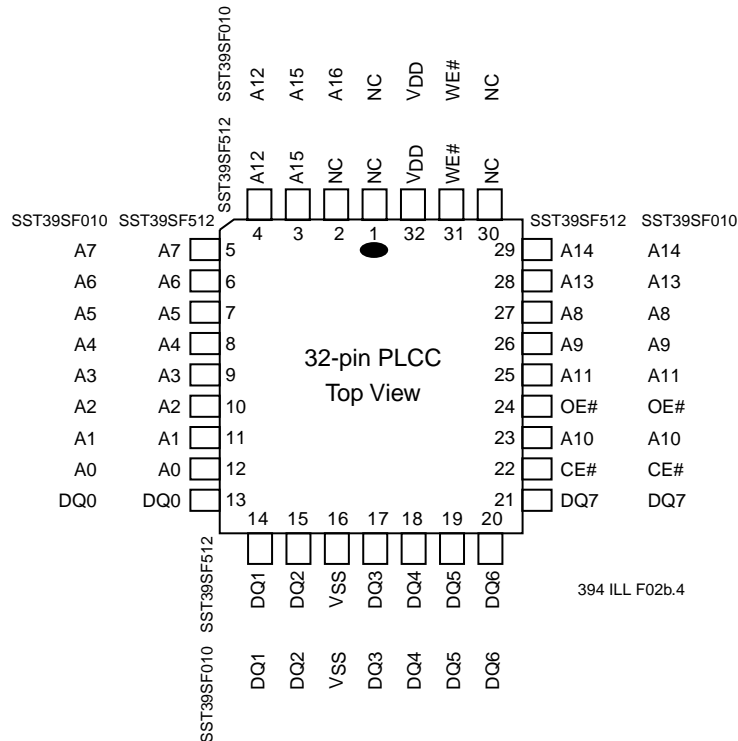 SST39SF010 A12 A15 A16 NC VDD WE# NC
SST39SF512 A12 A15 NC NC VDD WE# NC
4 3 2 1 32 31 30
SST39SF010 SST39SF512 SST39SF512 SST39SF010
A7 A7 5 29 A14 A14
A6 A6 6 28 A13 A13
A5 A5 7 27 A8 A8
A4 A4 8 26 A9 A9
A3 A3 9 25 A11 A11
A2 A2 10 24 OE# OE#
A1 A1 11 23 A10 A10
A0 A0 12 22 CE# CE#
DQ0 DQ0 13 21 DQ7 DQ7
32-pin PLCC
Top View
14 15 16 17 18 19 20
SST39SF512 DQ1 DQ2 VSS DQ3 DQ4 DQ5 DQ6
SST39SF010 DQ1 DQ2 VSS DQ3 DQ4 DQ5 DQ6
394 ILL F02b.4